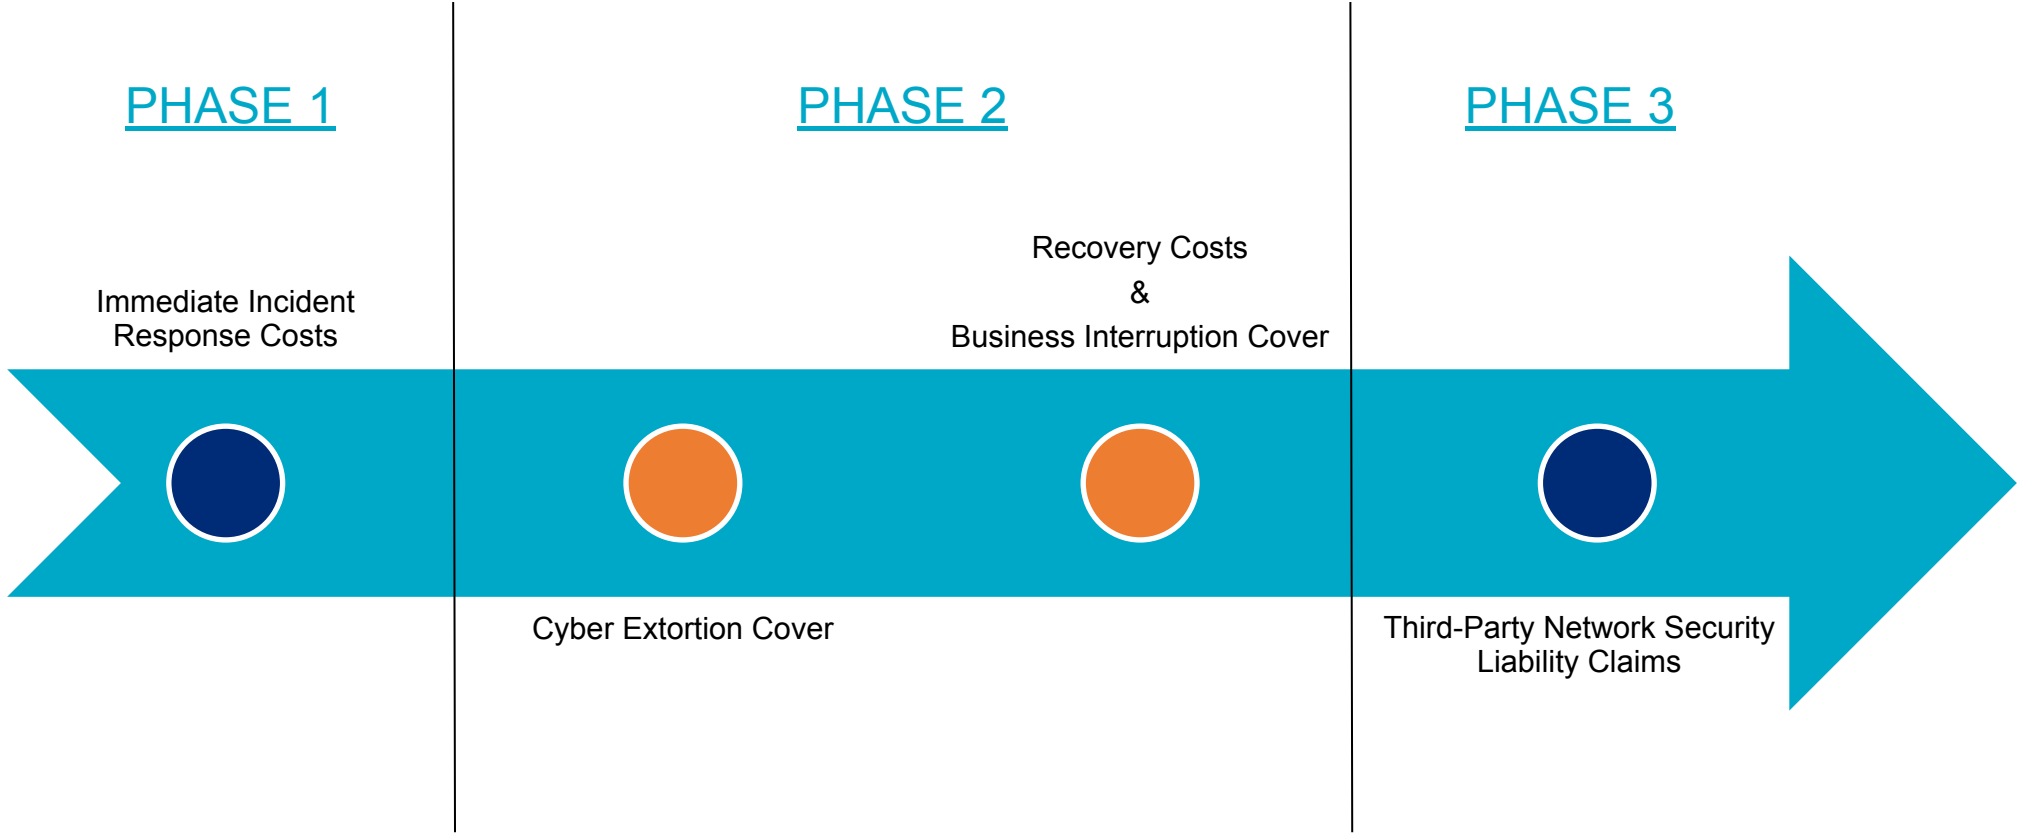 PHASE 1
PHASE 2
PHASE 3
Immediate Incident
Response Costs
Recovery Costs
&
Business Interruption Cover
Cyber Extortion Cover
Third-Party Network Security
Liability Claims